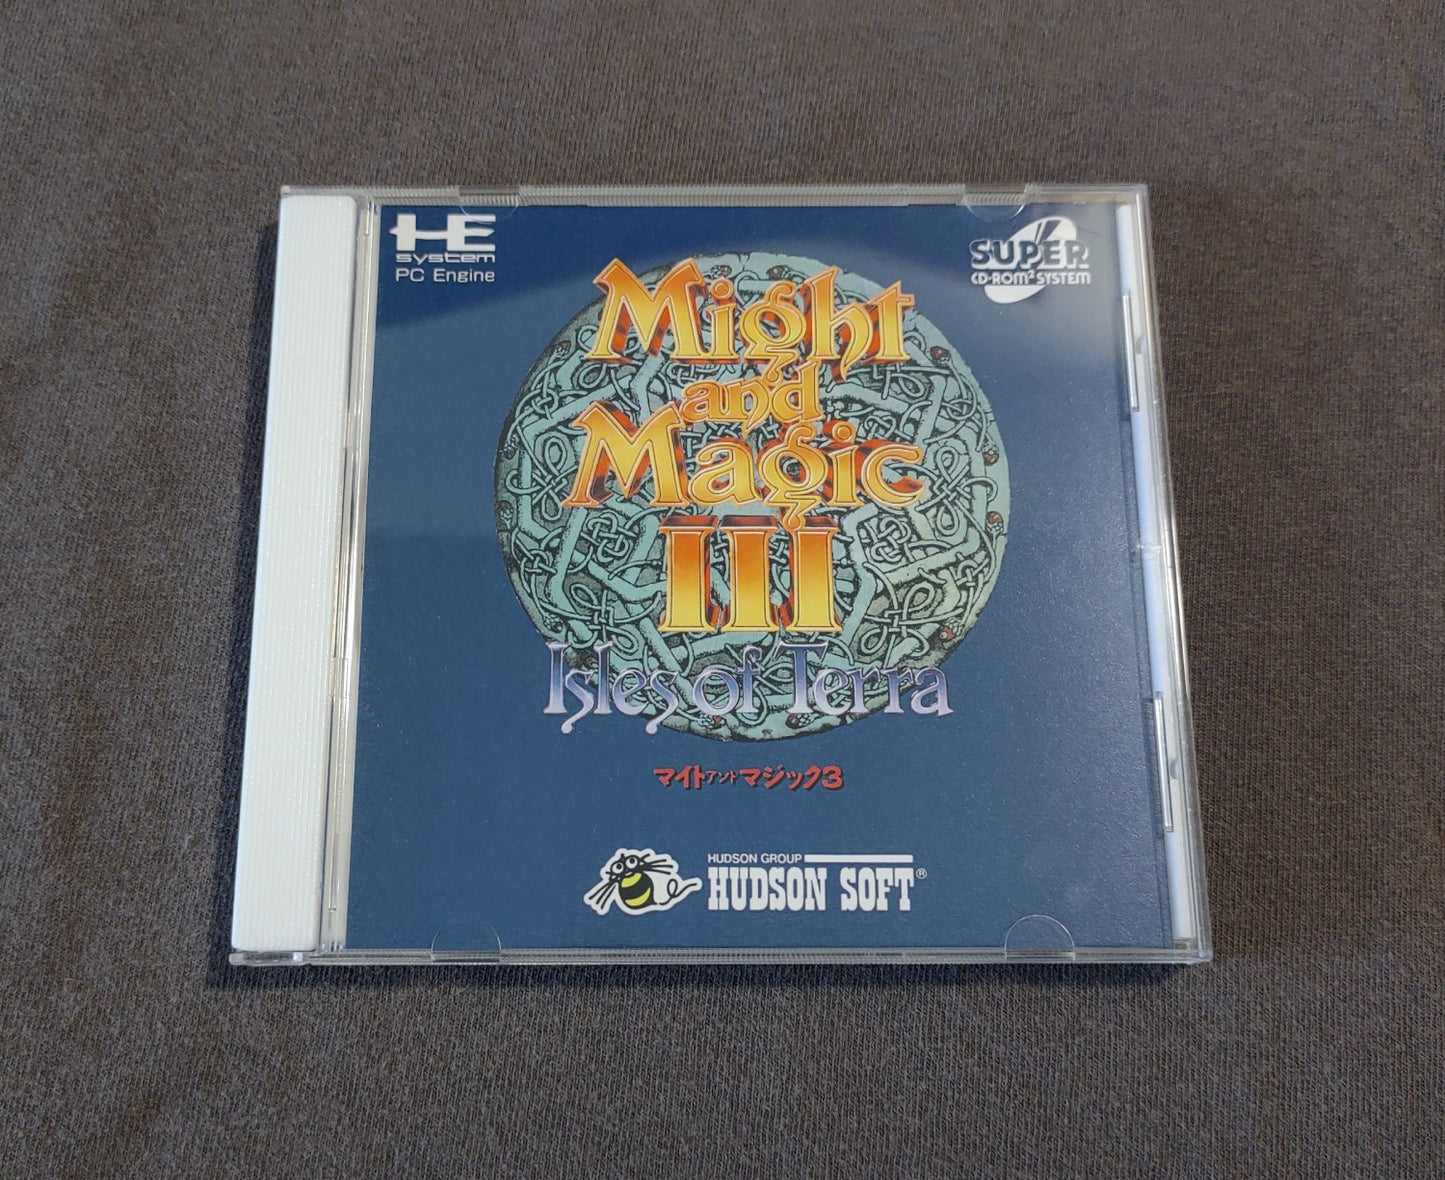 HE
system
PC Engine
SUPER
CD-ROM² SYSTEM
Might
and
Magic
III
Isles of Terra
マイトアンドマジック3
HUDSON GROUP
HUDSON SOFT®